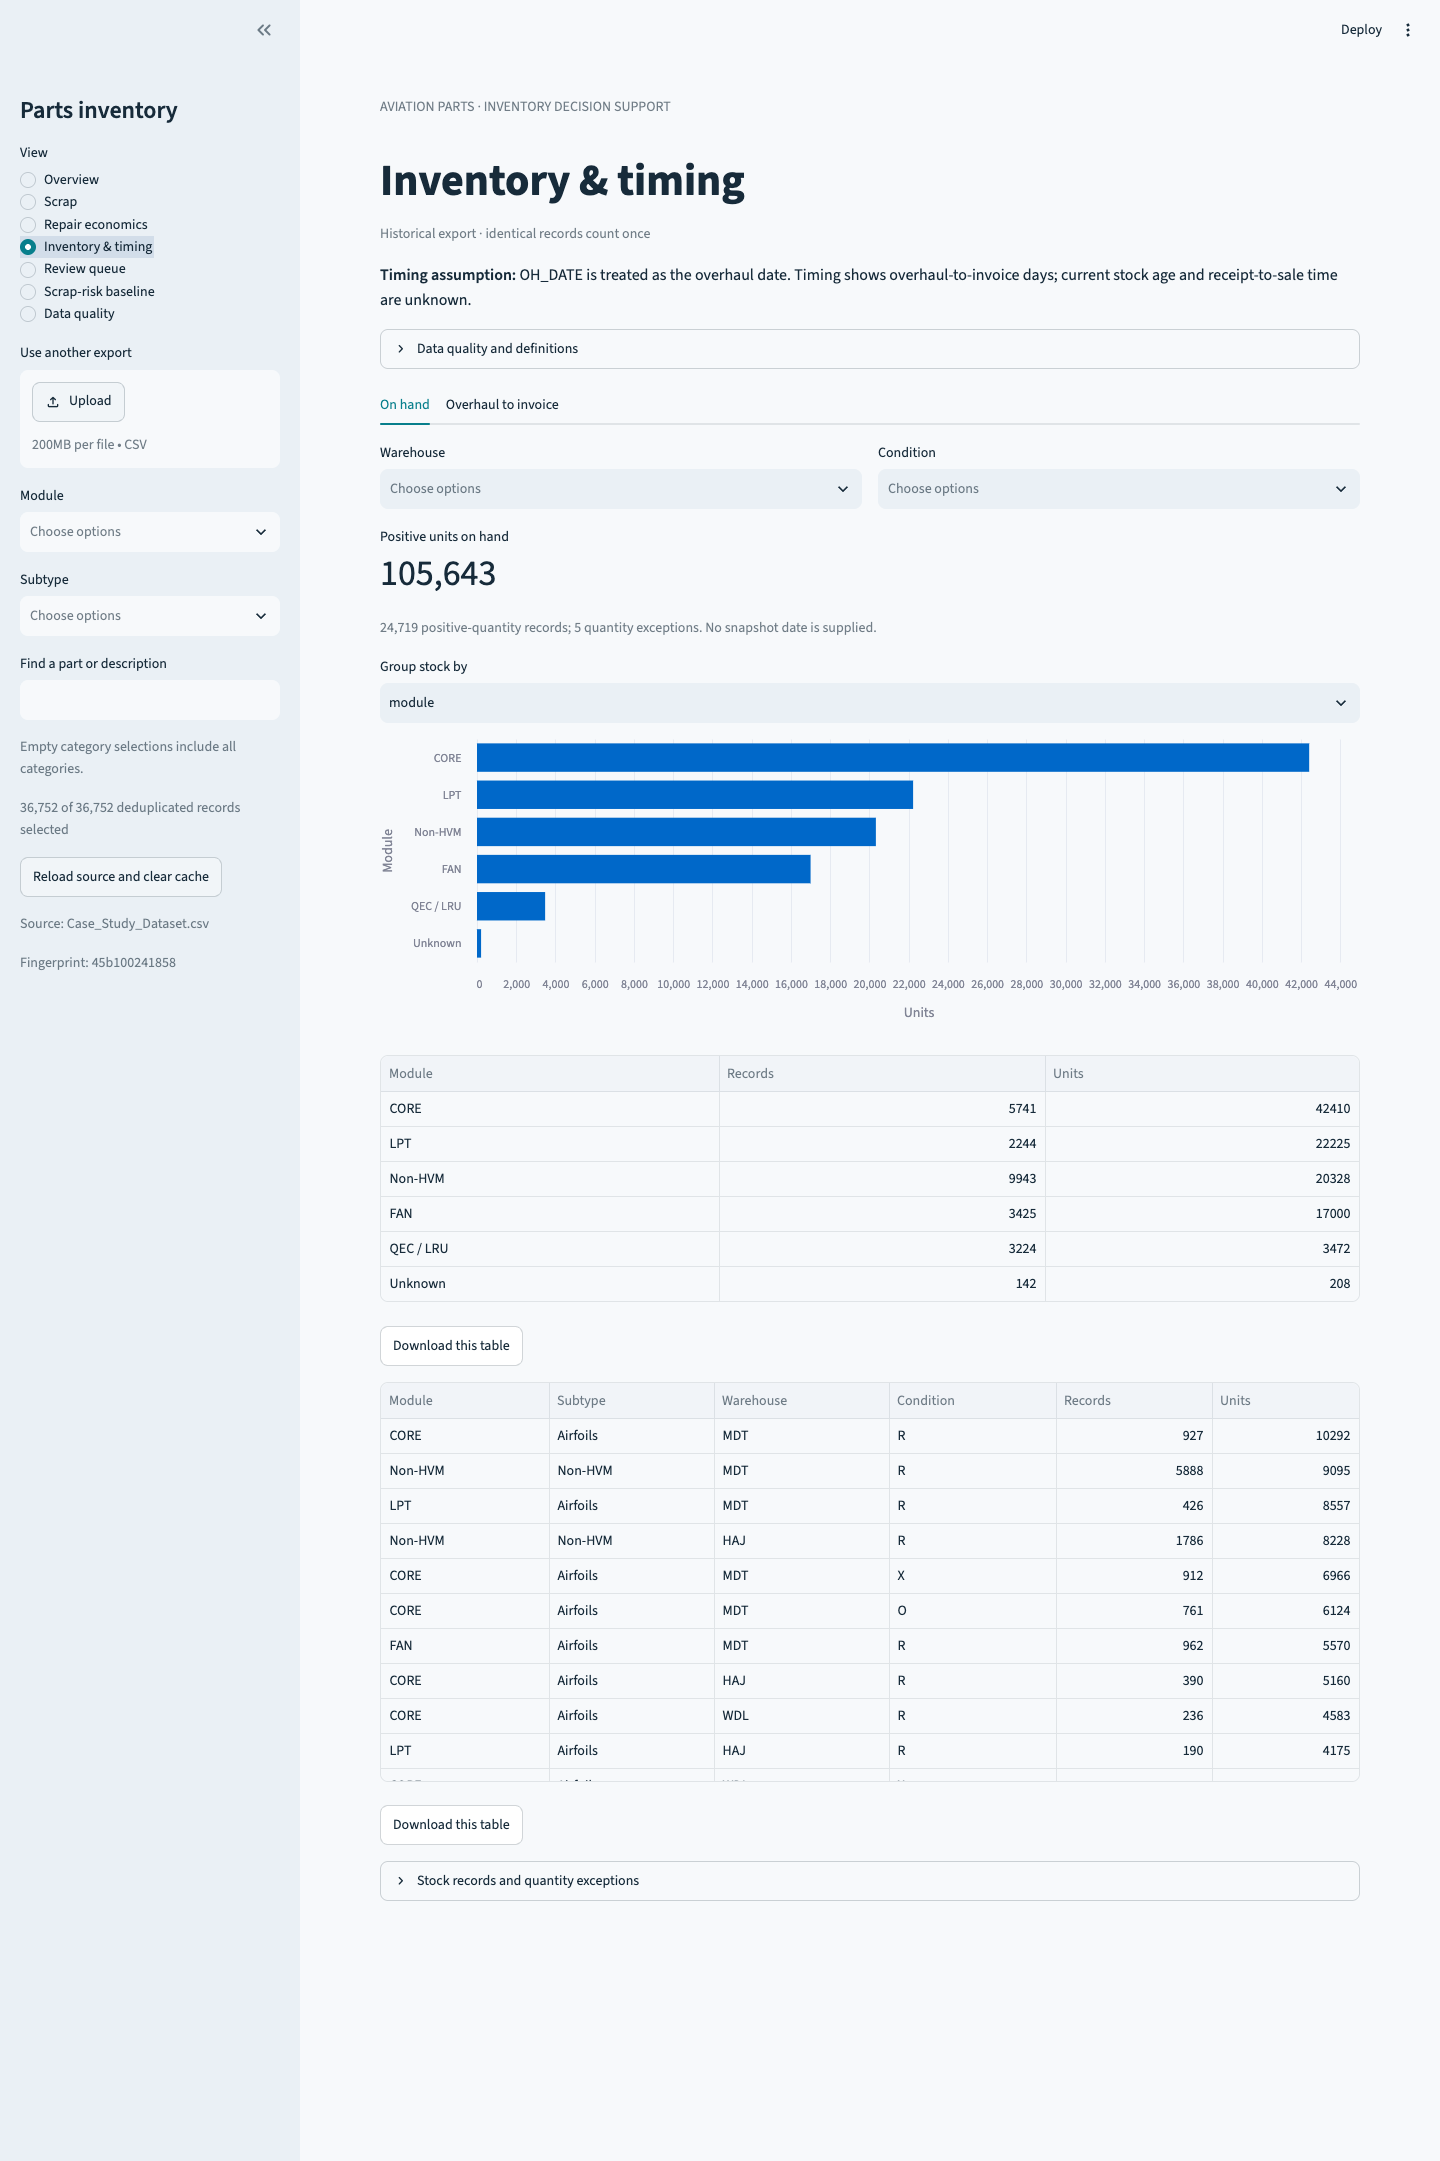 Deploy
Parts inventory
View
Overview
Scrap
Repair economics
Inventory & timing
Review queue
Scrap-risk baseline
Data quality
Use another export
Upload
200MB per file • CSV
Module
Choose options
Subtype
Choose options
Find a part or description
Empty category selections include all
categories.
36,752 of 36,752 deduplicated records
selected
Reload source and clear cache
Source: Case_Study_Dataset.csv
Fingerprint: 45b100241858
AVIATION PARTS · INVENTORY DECISION SUPPORT
Inventory & timing
Historical export · identical records count once
Timing assumption: OH_DATE is treated as the overhaul date. Timing shows overhaul-to-invoice days; current stock age and receipt-to-sale time
are unknown.
Data quality and definitions
On hand Overhaul to invoice
Warehouse Condition
Choose options Choose options
Positive units on hand
105,643
24,719 positive-quantity records; 5 quantity exceptions. No snapshot date is supplied.
Group stock by
module
Module
CORE
LPT
Non-HVM
FAN
QEC / LRU
Unknown
0 2,000 4,000 6,000 8,000 10,000 12,000 14,000 16,000 18,000 20,000 22,000 24,000 26,000 28,000 30,000 32,000 34,000 36,000 38,000 40,000 42,000 44,000
Units
Module Records Units
CORE 5741 42410
LPT 2244 22225
Non-HVM 9943 20328
FAN 3425 17000
QEC / LRU 3224 3472
Unknown 142 208
Download this table
Module Subtype Warehouse Condition Records Units
CORE Airfoils MDT R 927 10292
Non-HVM Non-HVM MDT R 5888 9095
LPT Airfoils MDT R 426 8557
Non-HVM Non-HVM HAJ R 1786 8228
CORE Airfoils MDT X 912 6966
CORE Airfoils MDT O 761 6124
FAN Airfoils MDT R 962 5570
CORE Airfoils HAJ R 390 5160
CORE Airfoils WDL R 236 4583
LPT Airfoils HAJ R 190 4175
Download this table
Stock records and quantity exceptions